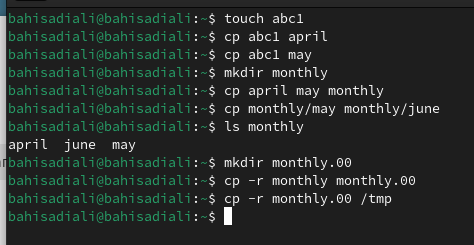 bahisadiali@bahisadiali:~$ touch abc1
bahisadiali@bahisadiali:~$ cp abc1 april
bahisadiali@bahisadiali:~$ cp abc1 may
bahisadiali@bahisadiali:~$ mkdir monthly
bahisadiali@bahisadiali:~$ cp april may monthly
bahisadiali@bahisadiali:~$ cp monthly/may monthly/june
bahisadiali@bahisadiali:~$ ls monthly
april  june  may
bahisadiali@bahisadiali:~$ mkdir monthly.00
bahisadiali@bahisadiali:~$ cp -r monthly monthly.00
bahisadiali@bahisadiali:~$ cp -r monthly.00 /tmp
bahisadiali@bahisadiali:~$